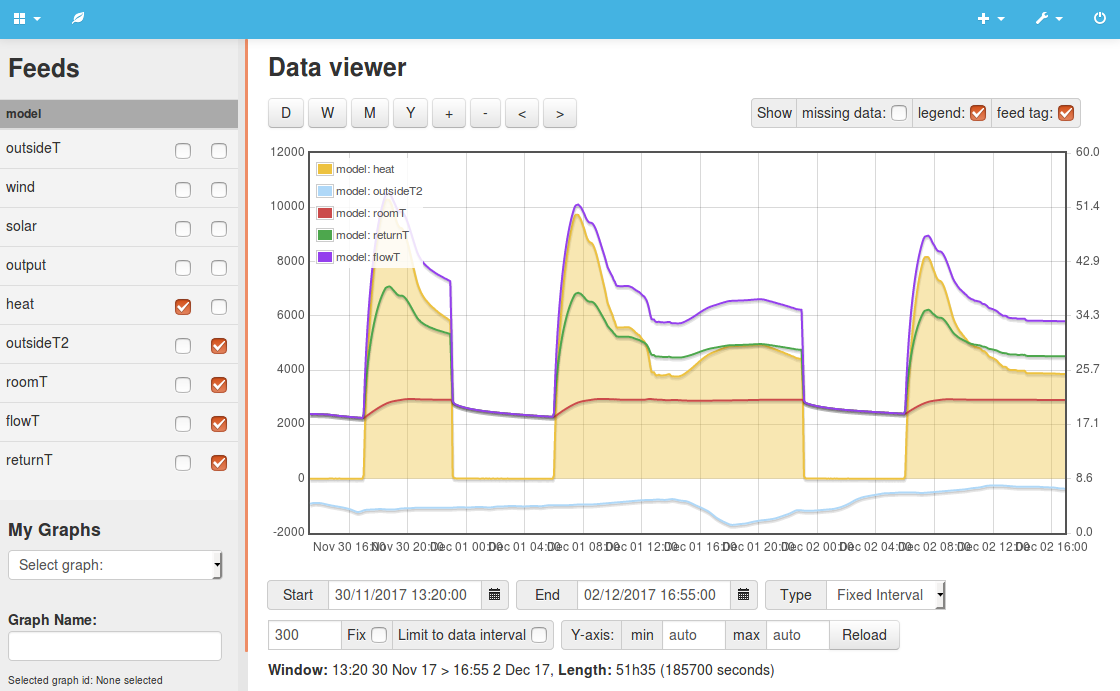 Feeds
model
outsideT
wind
solar
output
heat
outsideT2
roomT
flowT
returnT
My Graphs
Select graph:
Graph Name:
Selected graph id: None selected
Data viewer
D W M Y + - < >
Show missing data: legend: feed tag:
12000 60.0
10000 51.4
8000 42.9
6000 34.3
4000 25.7
2000 17.1
0 8.6
-2000 0.0
model: heat
model: outsideT2
model: roomT
model: returnT
model: flowT
Nov 30 16:00 Nov 30 20:00 Dec 01 00:00 Dec 01 04:00 Dec 01 08:00 Dec 01 12:00 Dec 01 16:00 Dec 01 20:00 Dec 02 00:00 Dec 02 04:00 Dec 02 08:00 Dec 02 12:00 Dec 02 16:00
Start 30/11/2017 13:20:00 End 02/12/2017 16:55:00 Type Fixed Interval
300 Fix Limit to data interval Y-axis: min auto max auto Reload
Window: 13:20 30 Nov 17 > 16:55 2 Dec 17, Length: 51h35 (185700 seconds)